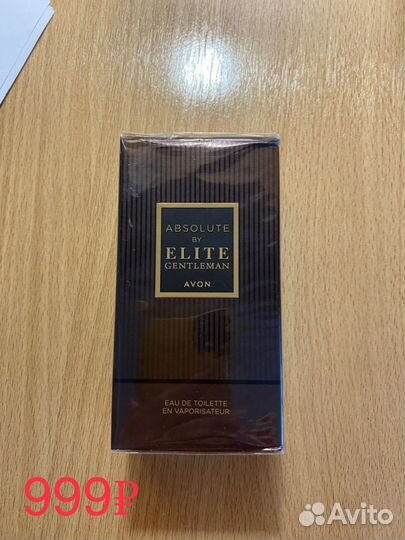 ABSOLUTE
BY
ELITE
GENTLEMAN
AVON
EAU DE TOILETTE
EN VAPORISATEUR
999₽
Avito